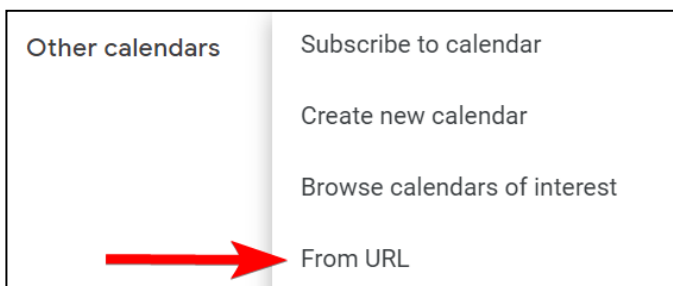 Other calendars
Subscribe to calendar
Create new calendar
Browse calendars of interest
From URL